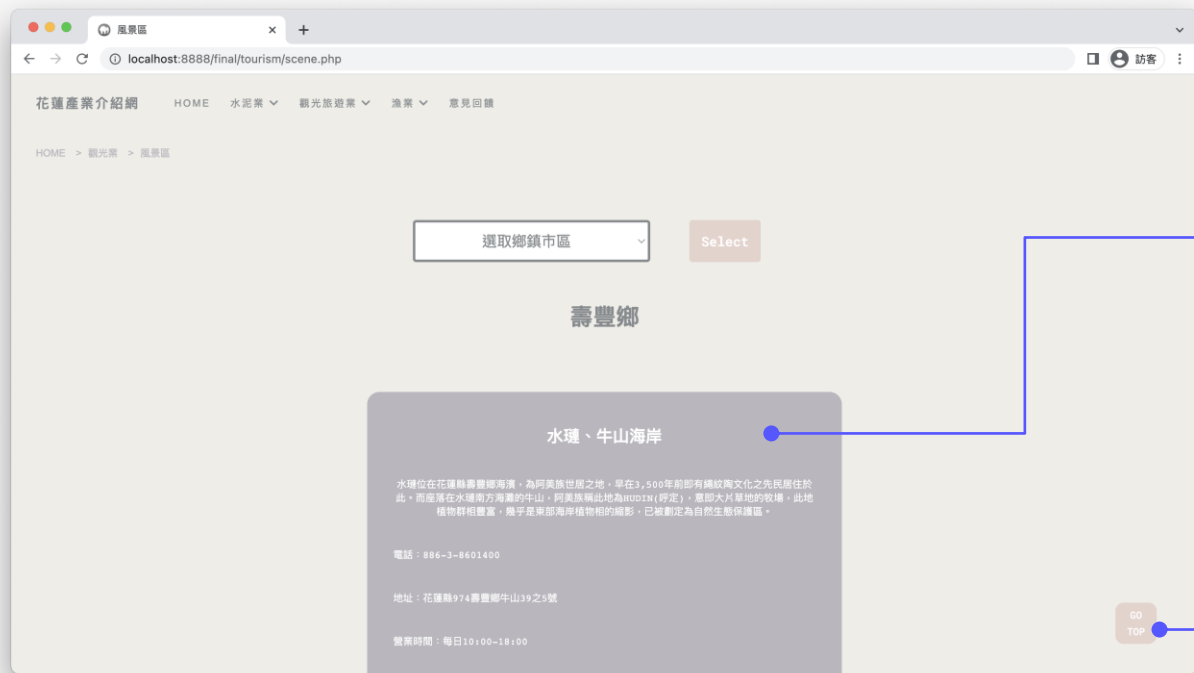 風景區
localhost:8888/final/tourism/scene.php
訪客
花蓮產業介紹網 HOME 水泥業 觀光旅遊業 漁業 意見回饋
HOME > 觀光業 > 風景區
選取鄉鎮市區 Select
壽豐鄉
水璉、牛山海岸
水璉位在花蓮縣壽豐鄉海濱，為阿美族世居之地，早在3,500年前即有繩紋陶文化之先民居住於
此。而座落在水璉南方海灘的牛山，阿美族稱此地為HUDIN(呼定)，意即大片草地的牧場，此地
植物群相豐富，幾乎是東部海岸植物相的縮影，已被劃定為自然生態保護區。
電話：886-3-8601400
地址：花蓮縣974壽豐鄉牛山39之5號
營業時間：每日10:00-18:00
GO
TOP